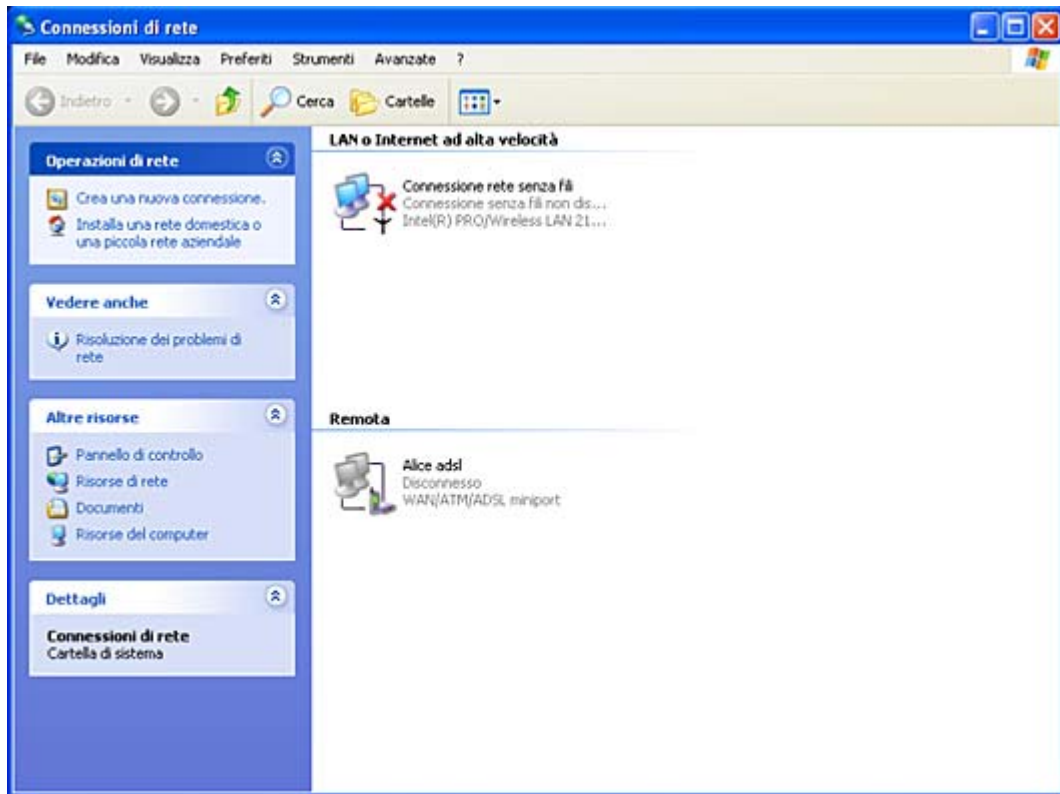 Connessioni di rete
File Modifica Visualizza Preferiti Strumenti Avanzate ?
Indietro Cerca Cartelle
Operazioni di rete
Crea una nuova connessione.
Installa una rete domestica o
una piccola rete aziendale
Vedere anche
Risoluzione dei problemi di
rete
Altre risorse
Pannello di controllo
Risorse di rete
Documenti
Risorse del computer
Dettagli
Connessioni di rete
Cartella di sistema
LAN o Internet ad alta velocità
Connessione rete senza fili
Connessione senza fili non dis...
Intel(R) PRO/Wireless LAN 21...
Remota
Alice adsl
Disconnesso
WAN/ATM/ADSL miniport